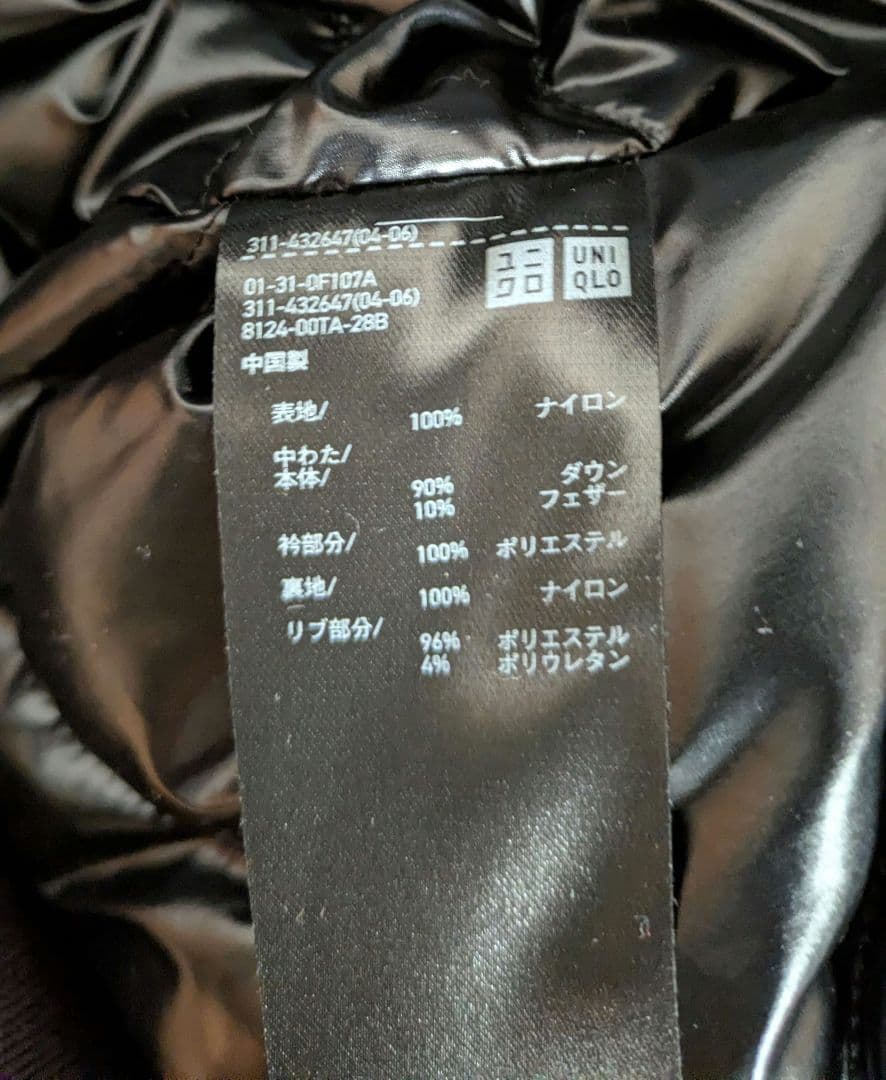 311-432647(04-06)
ユニ
クロ
UNI
QLO
01-31-0F107A
311-432647(04-06)
8124-00TA-28B
中国製
表地/ 100% ナイロン
中わた/
本体/ 90% ダウン
10% フェザー
衿部分/ 100% ポリエステル
裏地/ 100% ナイロン
リブ部分/ 96% ポリエステル
4% ポリウレタン